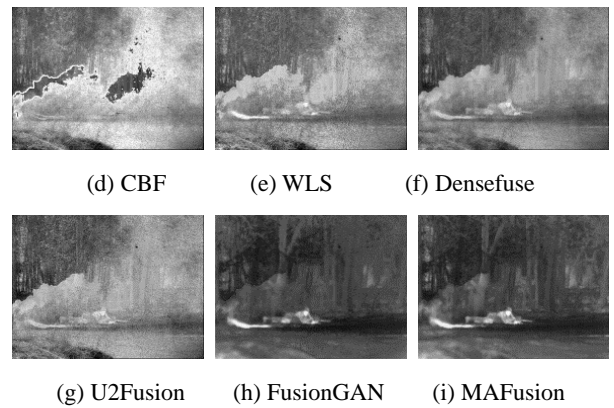 (d) CBF (e) WLS (f) Densefuse
(g) U2Fusion (h) FusionGAN (i) MAFusion